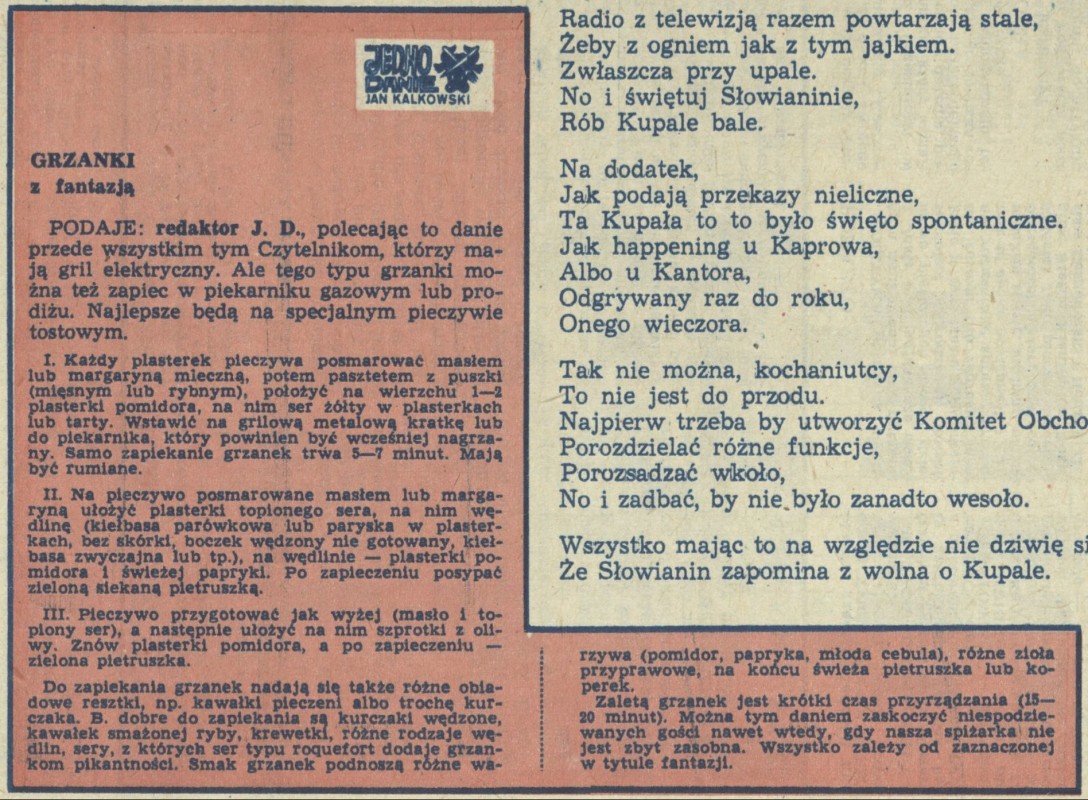 JEDNO
DANIE
JAN KALKOWSKI
GRZANKI
z fantazją
PODAJE: redaktor J. D., polecając to danie
przede wszystkim tym Czytelnikom, którzy ma-
ją gril elektryczny. Ale tego typu grzanki mo-
żna też zapiec w piekarniku gazowym lub pro-
diżu. Najlepsze będą na specjalnym pieczywie
tostowym.
I. Każdy plasterek pieczywa posmarować masłem
lub margaryną mleczną, potem pasztetem z puszki
(mięsnym lub rybnym), położyć na wierzchu 1—2
plasterki pomidora, na nim ser żółty w plasterkach
lub tarty. Wstawić na grilową metalową kratkę lub
do piekarnika, który powinien być wcześniej nagrza-
ny. Samo zapiekanie grzanek trwa 5—7 minut. Mają
być rumiane.
II. Na pieczywo posmarowane masłem lub marga-
ryną ułożyć plasterki topionego sera, na nim wę-
dlinę (kiełbasa parówkowa lub paryska w plaster-
kach, bez skórki, boczek wędzony nie gotowany, kieł-
basa zwyczajna lub tp.), na wędlinie — plasterki po-
midora i świeżej papryki. Po zapieczeniu posypać
zieloną siekaną pietruszką.
III. Pieczywo przygotować jak wyżej (masło i to-
piony ser), a następnie ułożyć na nim szprotki z oli-
wy. Znów plasterki pomidora, a po zapieczeniu —
zielona pietruszka.
Do zapiekania grzanek nadają się także różne obia-
dowe resztki, np. kawałki pieczeni albo trochę kur-
czaka. B. dobre do zapiekania są kurczaki wędzone,
kawałek smażonej ryby, krewetki, różne rodzaje wę-
dlin, sery, z których ser typu roquefort dodaje grzan-
kom pikantności. Smak grzanek podnoszą różne wa-
rzywa (pomidor, papryka, młoda cebula), różne zioła
przyprawowe, na końcu świeża pietruszka lub ko-
perek.
Zaletą grzanek jest krótki czas przyrządzania (15—
20 minut). Można tym daniem zaskoczyć niespodzie-
wanych gości nawet wtedy, gdy nasza spiżarka nie
jest zbyt zasobna. Wszystko zależy od zaznaczonej
w tytule fantazji.
Radio z telewizją razem powtarzają stale,
Żeby z ogniem jak z tym jajkiem.
Zwłaszcza przy upale.
No i świętuj Słowianinie,
Rób Kupale bale.
Na dodatek,
Jak podają przekazy nieliczne,
Ta Kupała to to było święto spontaniczne.
Jak happening u Kaprowa,
Albo u Kantora,
Odgrywany raz do roku,
Onego wieczora.
Tak nie można, kochaniutcy,
To nie jest do przodu.
Najpierw trzeba by utworzyć Komitet Obcho
Porozdzielać różne funkcje,
Porozsadzać wkoło,
No i zadbać, by nie było zanadto wesoło.
Wszystko mając to na względzie nie dziwię si
Że Słowianin zapomina z wolna o Kupale.